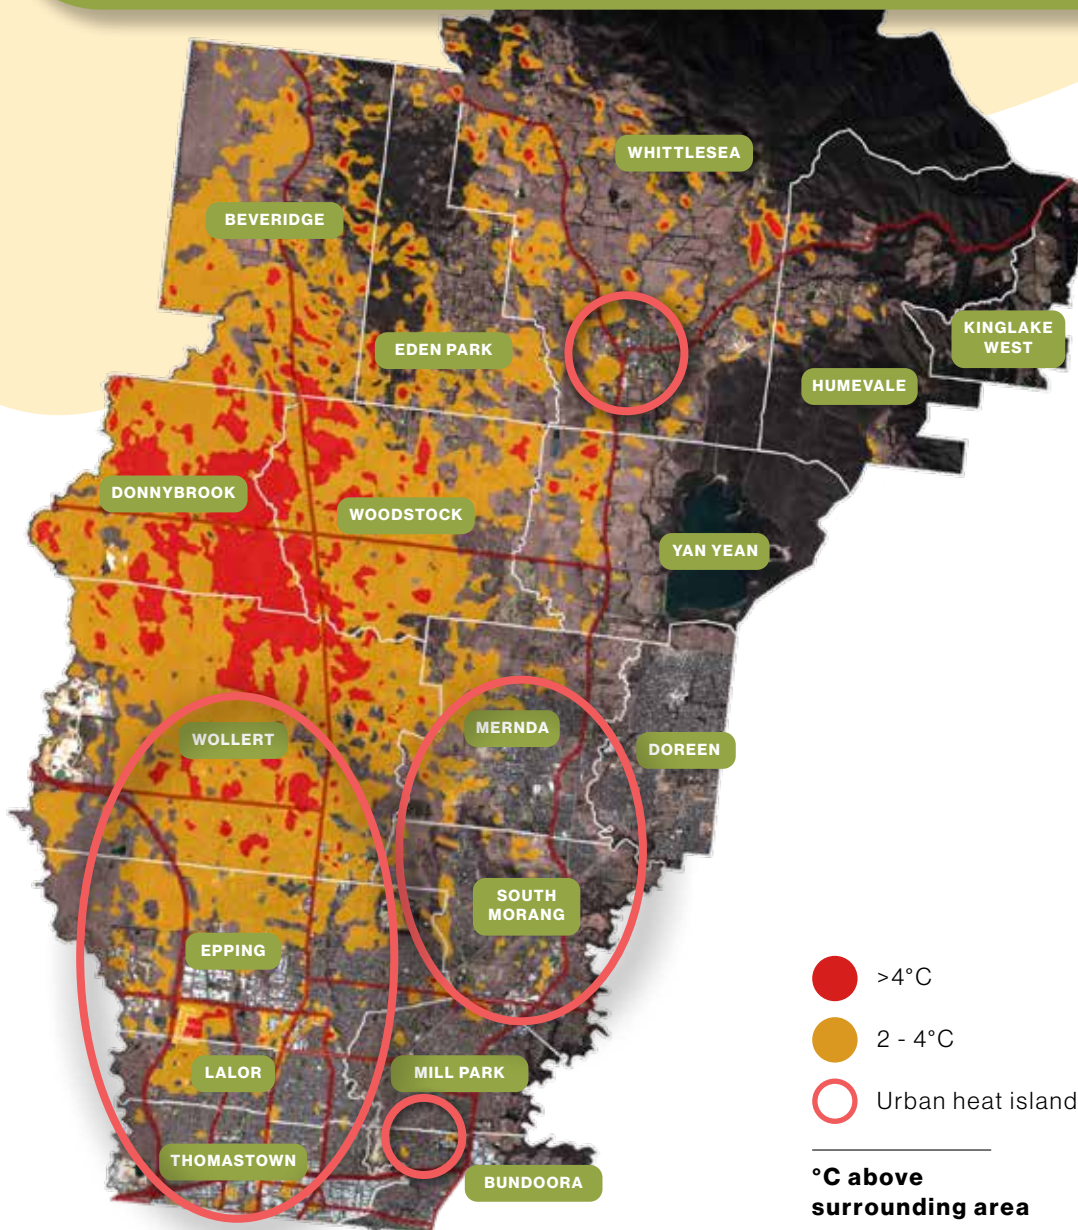 WHITTLESEA
BEVERIDGE
KINGLAKE
WEST
EDEN PARK
HUMEVALE
DONNYBROOK
WOODSTOCK
YAN YEAN
MERNDA
WOLLERT
DOREEN
SOUTH
MORANG
EPPING
LALOR
MILL PARK
THOMASTOWN
BUNDOORA
>4°C
2 - 4°C
Urban heat island
°C above
surrounding area